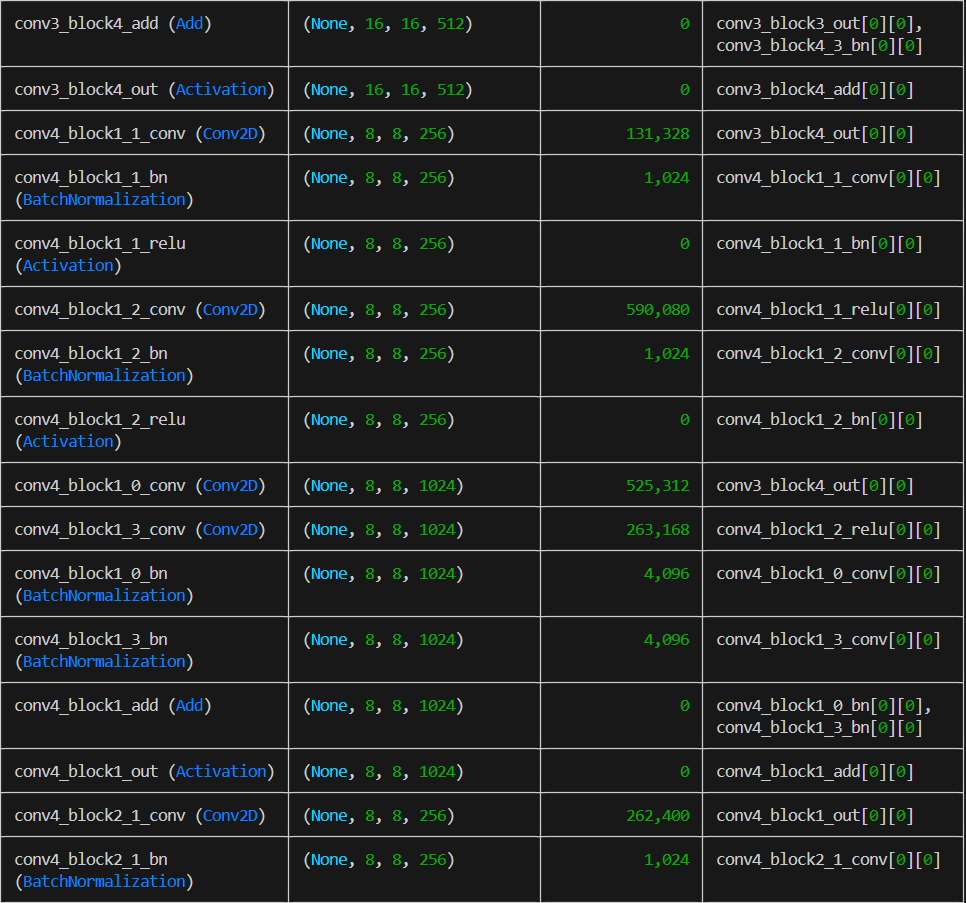 conv3_block4_add (Add) (None, 16, 16, 512) 0 conv3_block3_out[0][0],
conv3_block4_3_bn[0][0]
conv3_block4_out (Activation) (None, 16, 16, 512) 0 conv3_block4_add[0][0]
conv4_block1_1_conv (Conv2D) (None, 8, 8, 256) 131,328 conv3_block4_out[0][0]
conv4_block1_1_bn (None, 8, 8, 256) 1,024 conv4_block1_1_conv[0][0]
(BatchNormalization)
conv4_block1_1_relu (None, 8, 8, 256) 0 conv4_block1_1_bn[0][0]
(Activation)
conv4_block1_2_conv (Conv2D) (None, 8, 8, 256) 590,080 conv4_block1_1_relu[0][0]
conv4_block1_2_bn (None, 8, 8, 256) 1,024 conv4_block1_2_conv[0][0]
(BatchNormalization)
conv4_block1_2_relu (None, 8, 8, 256) 0 conv4_block1_2_bn[0][0]
(Activation)
conv4_block1_0_conv (Conv2D) (None, 8, 8, 1024) 525,312 conv3_block4_out[0][0]
conv4_block1_3_conv (Conv2D) (None, 8, 8, 1024) 263,168 conv4_block1_2_relu[0][0]
conv4_block1_0_bn (None, 8, 8, 1024) 4,096 conv4_block1_0_conv[0][0]
(BatchNormalization)
conv4_block1_3_bn (None, 8, 8, 1024) 4,096 conv4_block1_3_conv[0][0]
(BatchNormalization)
conv4_block1_add (Add) (None, 8, 8, 1024) 0 conv4_block1_0_bn[0][0],
conv4_block1_3_bn[0][0]
conv4_block1_out (Activation) (None, 8, 8, 1024) 0 conv4_block1_add[0][0]
conv4_block2_1_conv (Conv2D) (None, 8, 8, 256) 262,400 conv4_block1_out[0][0]
conv4_block2_1_bn (None, 8, 8, 256) 1,024 conv4_block2_1_conv[0][0]
(BatchNormalization)